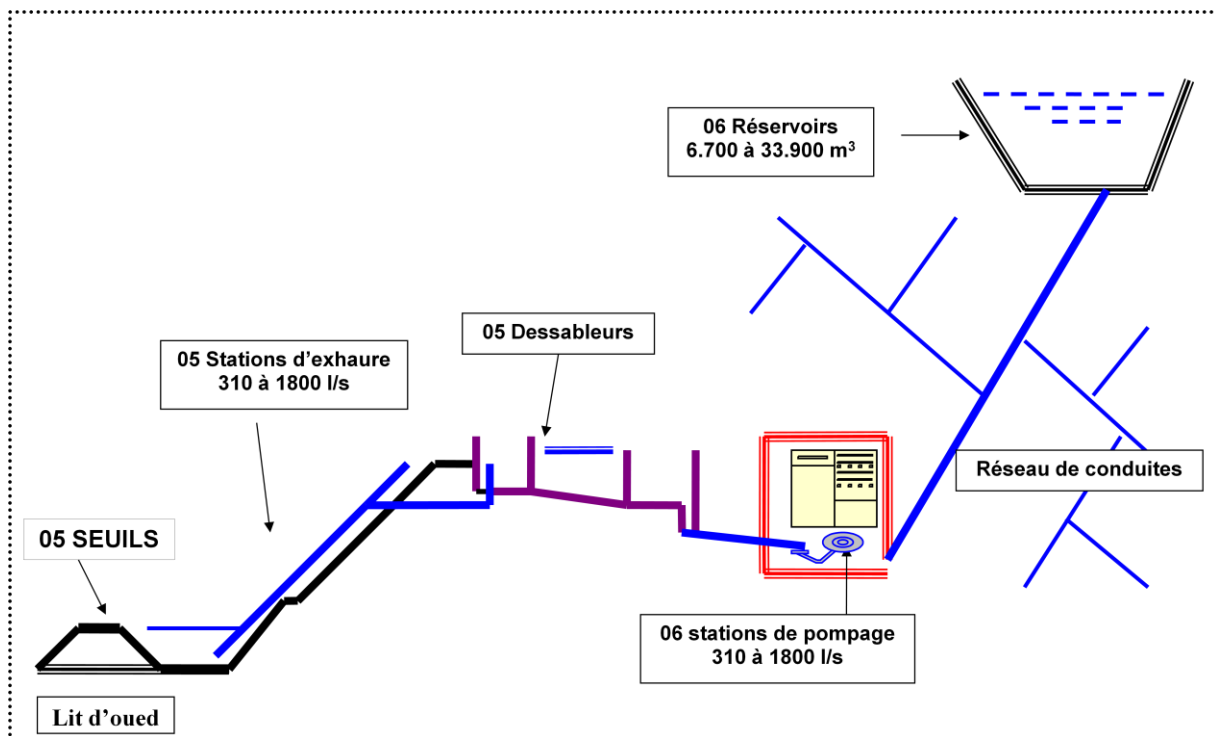 06 Réservoirs
6.700 à 33.900 m³
05 Dessableurs
05 Stations d'exhaure
310 à 1800 l/s
Réseau de conduites
05 SEUILS
06 stations de pompage
310 à 1800 l/s
Lit d'oued